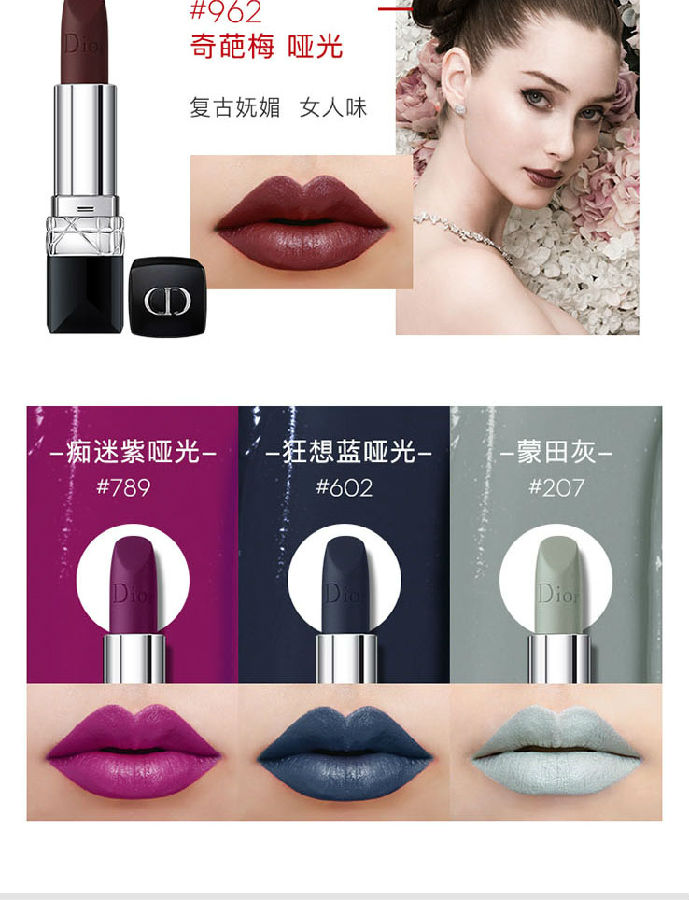 #962
奇葩梅 哑光
复古妩媚 女人味
Dior
CD
-痴迷紫哑光-
#789
-狂想蓝哑光-
#602
-蒙田灰-
#207
Dior
Dior
Dior